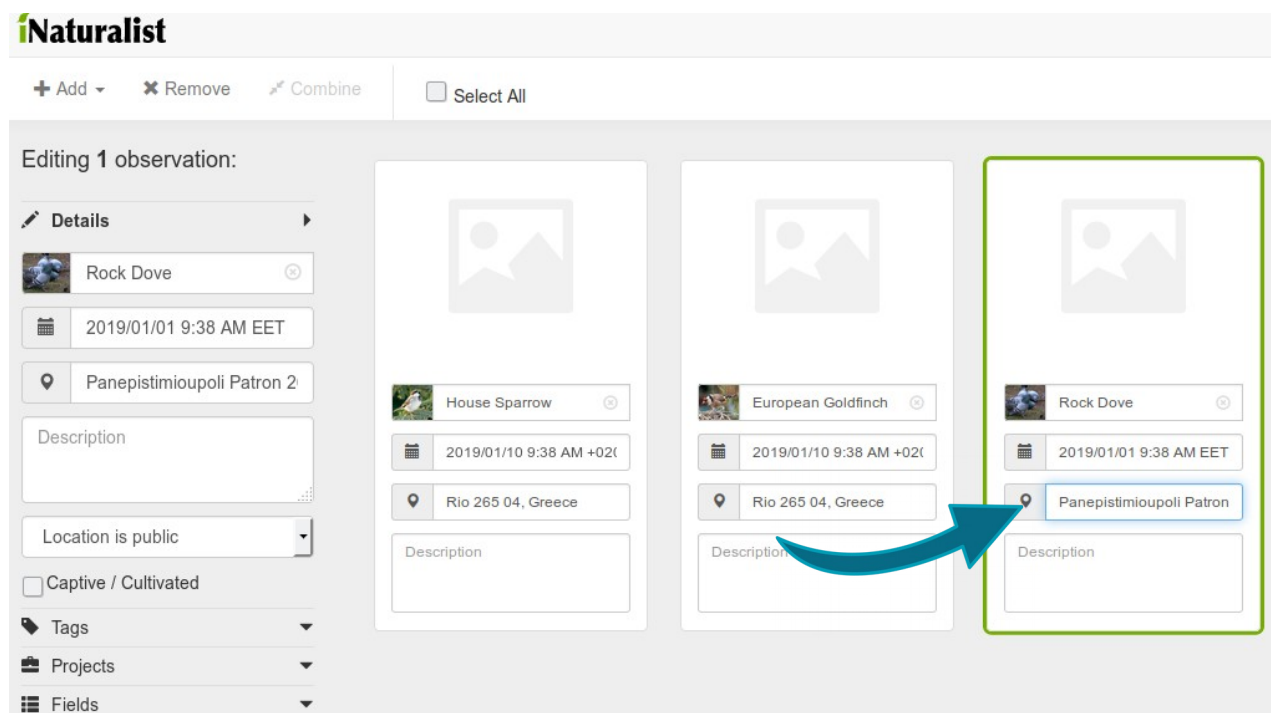 iNaturalist
Add
Remove
Combine
Select All
Editing 1 observation:
Details
Rock Dove
2019/01/01 9:38 AM EET
Panepistimioupoli Patron 2
Description
Location is public
Captive / Cultivated
Tags
Projects
Fields
House Sparrow
2019/01/10 9:38 AM +020
Rio 265 04, Greece
Description
European Goldfinch
2019/01/10 9:38 AM +020
Rio 265 04, Greece
Description
Rock Dove
2019/01/01 9:38 AM EET
Panepistimioupoli Patron
Description